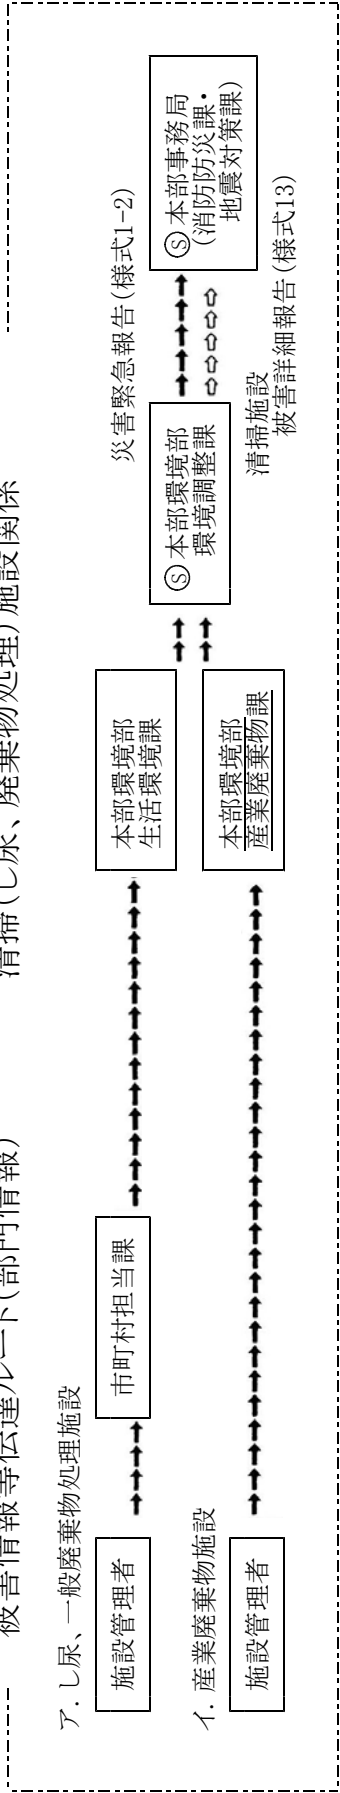 被害情報等伝達ルート(部門情報)
清掃(し尿、廃棄物処理)施設関係
ア.し尿、一般廃棄物処理施設
施設管理者
市町村担当課
本部環境部
生活環境課
イ.産業廃棄物施設
施設管理者
本部環境部
産業廃棄物課
Ⓢ本部環境部
環境調整課
災害緊急報告(様式1-2)
清掃施設
被害詳細報告(様式13)
Ⓢ本部事務局
(消防防災課・
地震対策課)